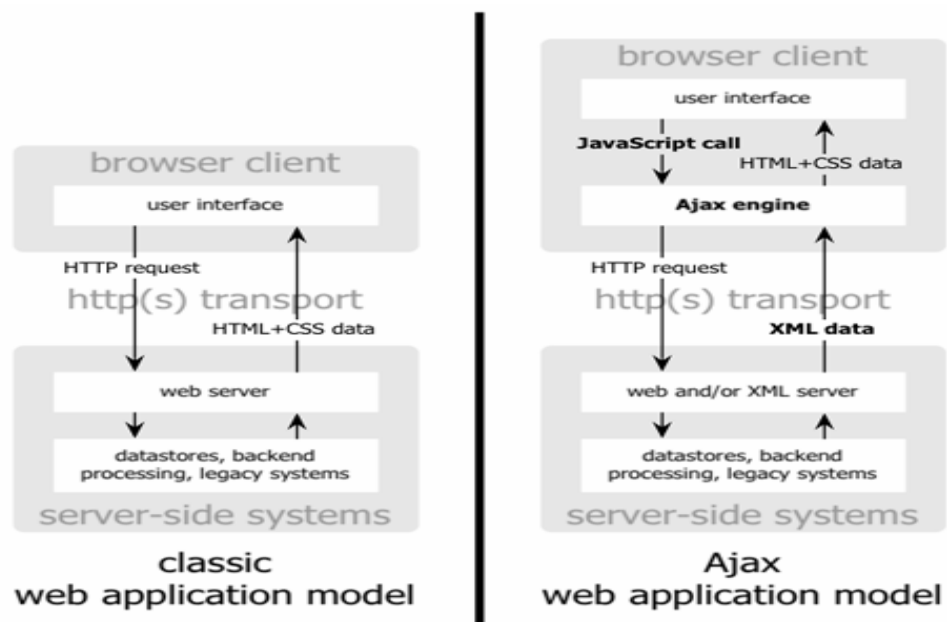 browser client
user interface
HTTP request
http(s) transport
HTML+CSS data
web server
datastores, backend
processing, legacy systems
server-side systems
classic
web application model
browser client
user interface
JavaScript call
HTML+CSS data
Ajax engine
HTTP request
http(s) transport
XML data
web and/or XML server
datastores, backend
processing, legacy systems
server-side systems
Ajax
web application model